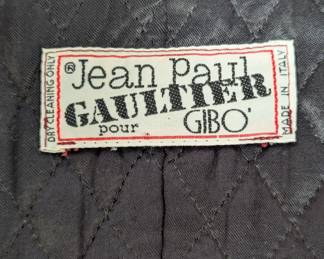 DRY CLEANING ONLY
® Jean Paul
GAULTIER
pour GIBO'
MADE IN ITALY